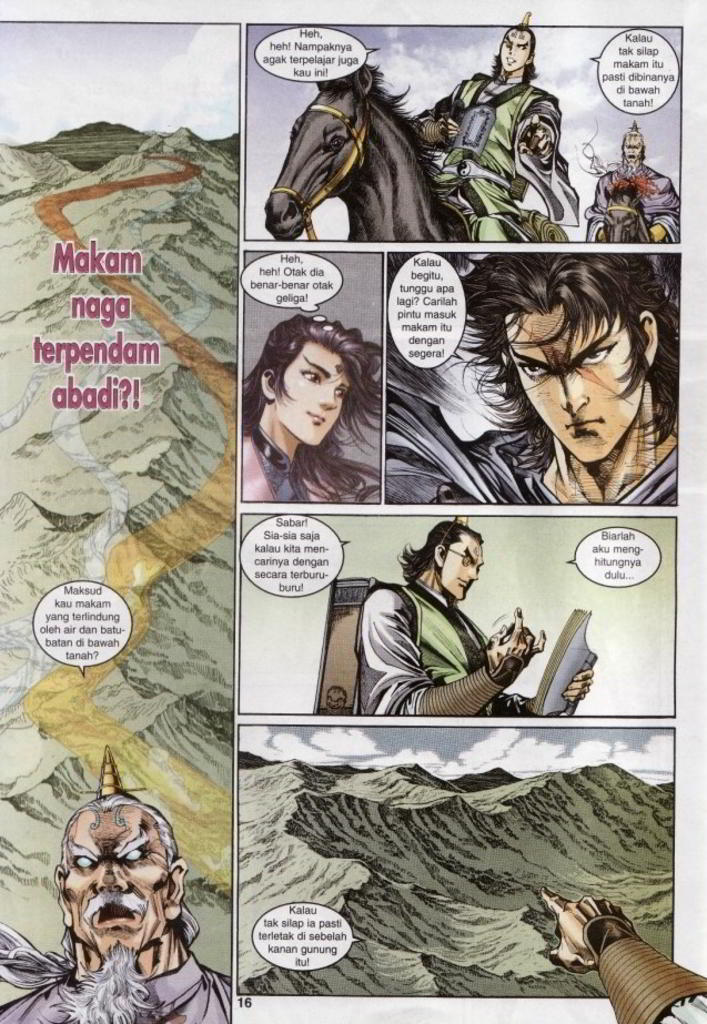 Makam
naga
terpendam
abadi?!
Maksud
kau makam
yang terlindung
oleh air dan batu-
batan di bawah
tanah?
Heh,
heh! Nampaknya
agak terpelajar juga
kau ini!
Kalau
tak silap
makam itu
pasti dibinanya
di bawah
tanah!
Heh,
heh! Otak dia
benar-benar otak
geliga!
Kalau
begitu,
tunggu apa
lagi? Carilah
pintu masuk
makam itu
dengan
segera!
Sabar!
Sia-sia saja
kalau kita men-
carinya dengan
secara terburu-
buru!
Biarlah
aku meng-
hitungnya
dulu...
Kalau
tak silap ia pasti
terletak di sebelah
kanan gunung
itu!
16